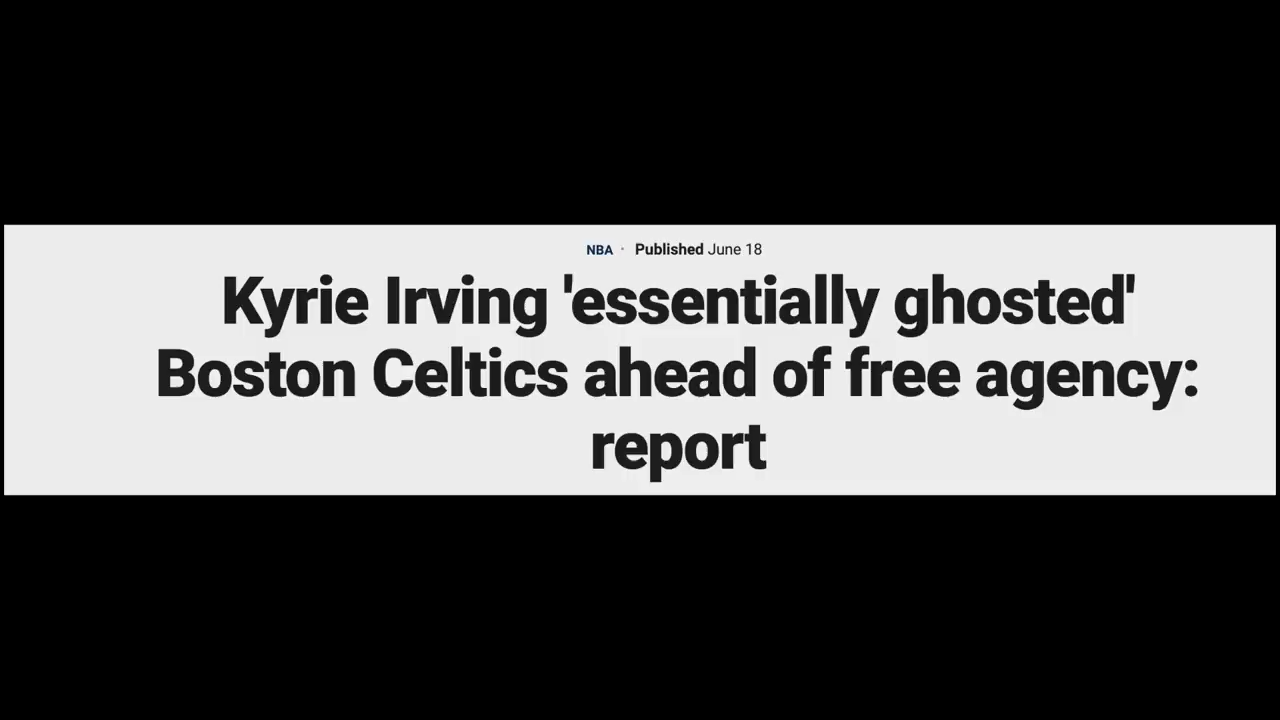 NBA · Published June 18
Kyrie Irving 'essentially ghosted'
Boston Celtics ahead of free agency:
report